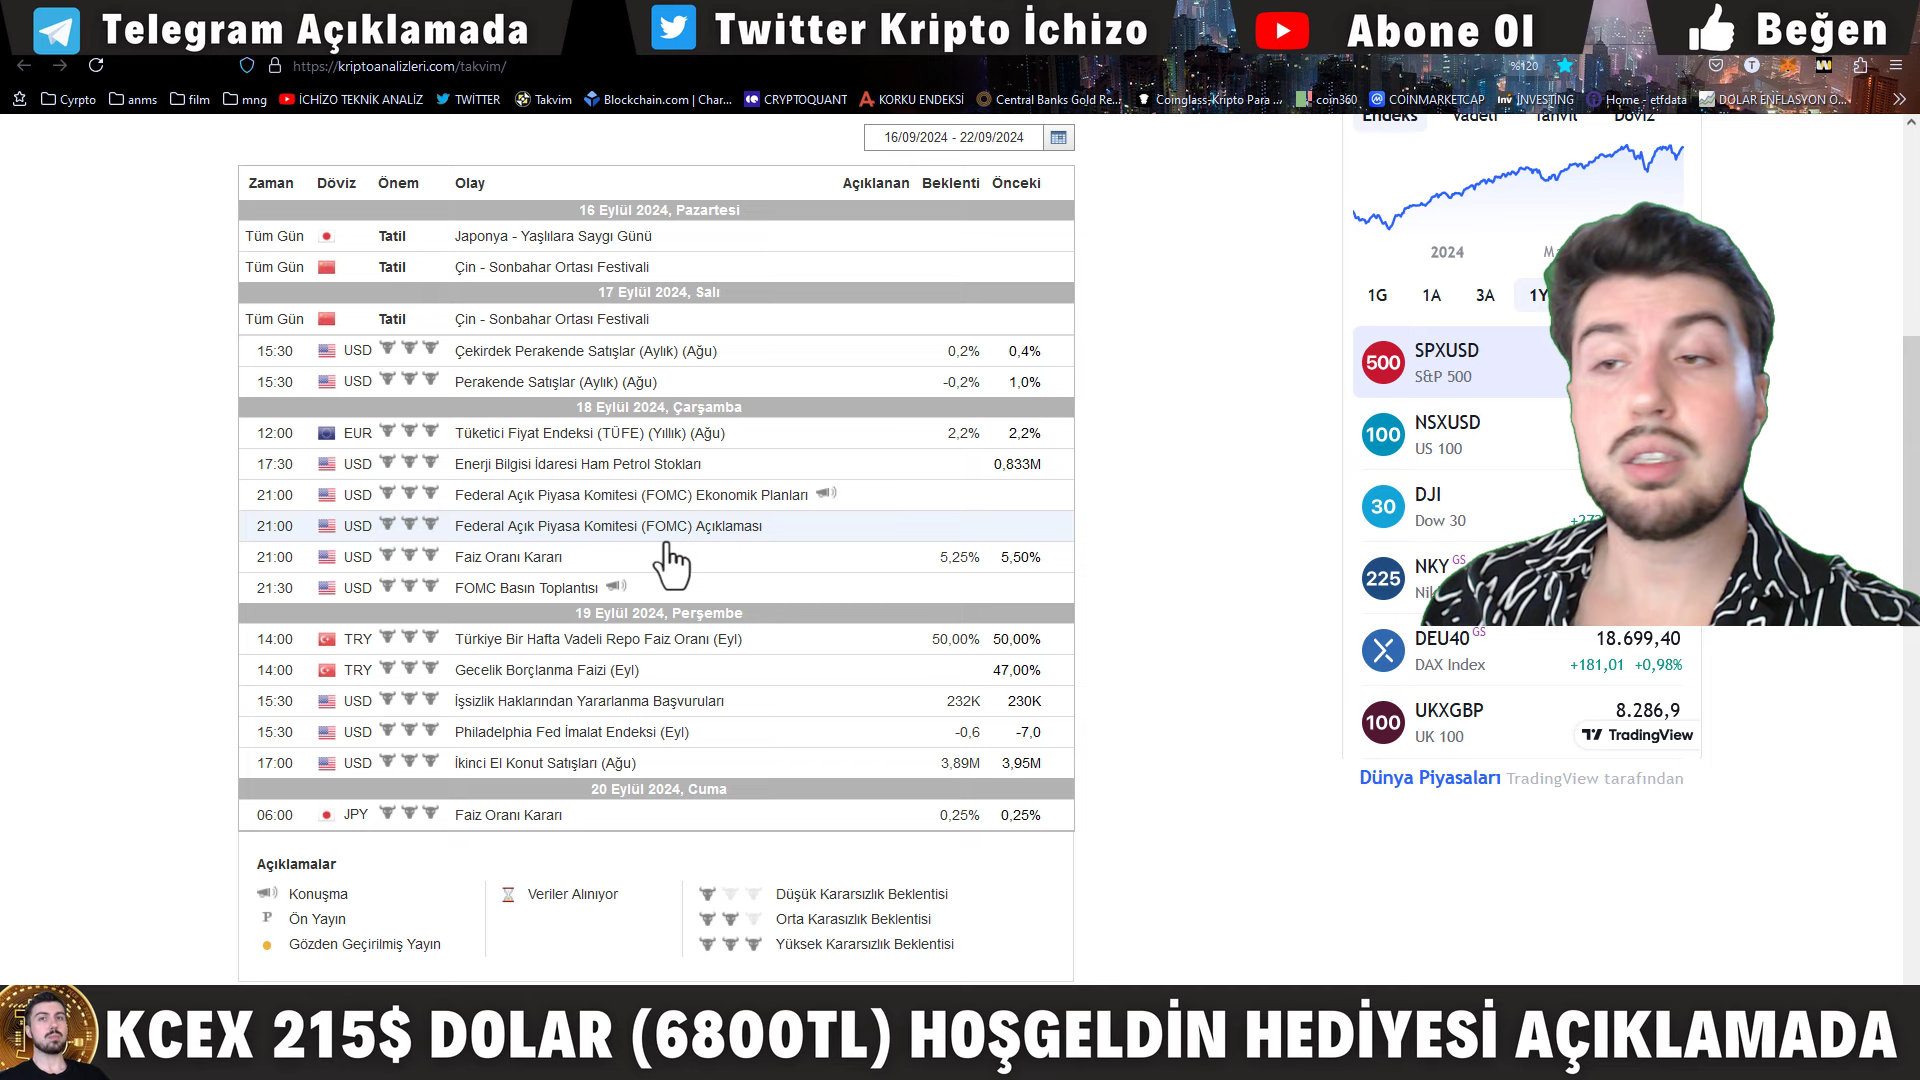 Telegram Açıklamada
Twitter Kripto İchizo
Abone Ol
Beğen
https://kriptoanalizleri.com/takvim/
%120
Cyrpto
anms
film
mng
İCHİZO TEKNİK ANALİZ
TWİTTER
Takvim
Blockchain.com | Char...
CRYPTOQUANT
KORKU ENDEKSİ
Central Banks Gold Re...
Coinglass-Kripto Para ...
coin360
COİNMARKETCAP
Inv İNVESTİNG
Home - etfdata
DOLAR ENFLASYON O...
16/09/2024 - 22/09/2024
Zaman Döviz Önem Olay Açıklanan Beklenti Önceki
16 Eylül 2024, Pazartesi
Tüm Gün Tatil Japonya - Yaşlılara Saygı Günü
Tüm Gün Tatil Çin - Sonbahar Ortası Festivali
17 Eylül 2024, Salı
Tüm Gün Tatil Çin - Sonbahar Ortası Festivali
15:30 USD Çekirdek Perakende Satışlar (Aylık) (Ağu) 0,2% 0,4%
15:30 USD Perakende Satışlar (Aylık) (Ağu) -0,2% 1,0%
18 Eylül 2024, Çarşamba
12:00 EUR Tüketici Fiyat Endeksi (TÜFE) (Yıllık) (Ağu) 2,2% 2,2%
17:30 USD Enerji Bilgisi İdaresi Ham Petrol Stokları 0,833M
21:00 USD Federal Açık Piyasa Komitesi (FOMC) Ekonomik Planları
21:00 USD Federal Açık Piyasa Komitesi (FOMC) Açıklaması
21:00 USD Faiz Oranı Kararı 5,25% 5,50%
21:30 USD FOMC Basın Toplantısı
19 Eylül 2024, Perşembe
14:00 TRY Türkiye Bir Hafta Vadeli Repo Faiz Oranı (Eyl) 50,00% 50,00%
14:00 TRY Gecelik Borçlanma Faizi (Eyl) 47,00%
15:30 USD İşsizlik Haklarından Yararlanma Başvuruları 232K 230K
15:30 USD Philadelphia Fed İmalat Endeksi (Eyl) -0,6 -7,0
17:00 USD İkinci El Konut Satışları (Ağu) 3,89M 3,95M
20 Eylül 2024, Cuma
06:00 JPY Faiz Oranı Kararı 0,25% 0,25%
Açıklamalar
Konuşma
P Ön Yayın
Gözden Geçirilmiş Yayın
Veriler Alınıyor
Düşük Kararsızlık Beklentisi
Orta Karasızlık Beklentisi
Yüksek Kararsızlık Beklentisi
Endeks Vadeli Tahvil Döviz
2024
1G 1A 3A 1Y
500 SPXUSD
S&P 500
100 NSXUSD
US 100
30 DJI
Dow 30
225 NKY GS
DEU40 GS 18.699,40
DAX Index +181,01 +0,98%
100 UKXGBP 8.286,9
UK 100
TradingView
Dünya Piyasaları TradingView tarafından
KCEX 215$ DOLAR (6800TL) HOŞGELDİN HEDİYESİ AÇIKLAMADA